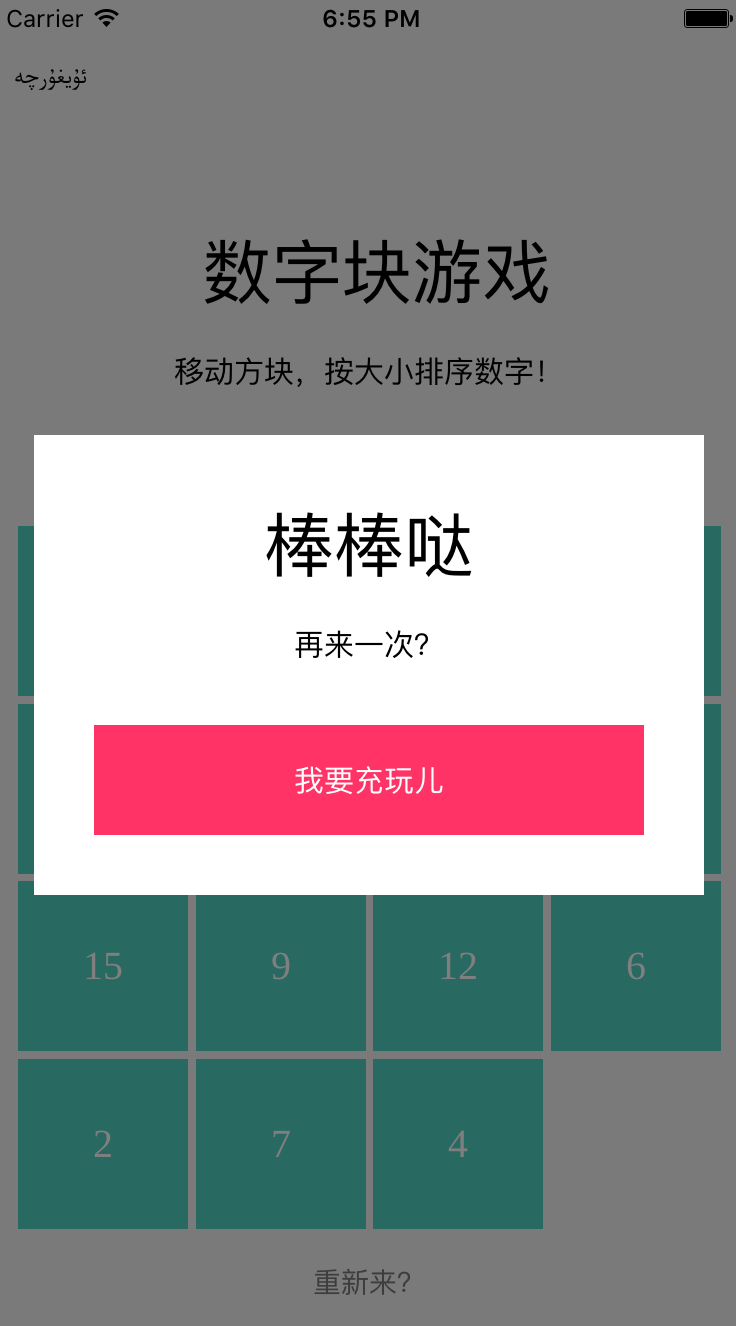 Carrier 6:55 PM
ئۇيغۇرچە
数字块游戏
移动方块，按大小排序数字！
棒棒哒
再来一次？
我要充玩儿
15 9 12 6
2 7 4
重新来？